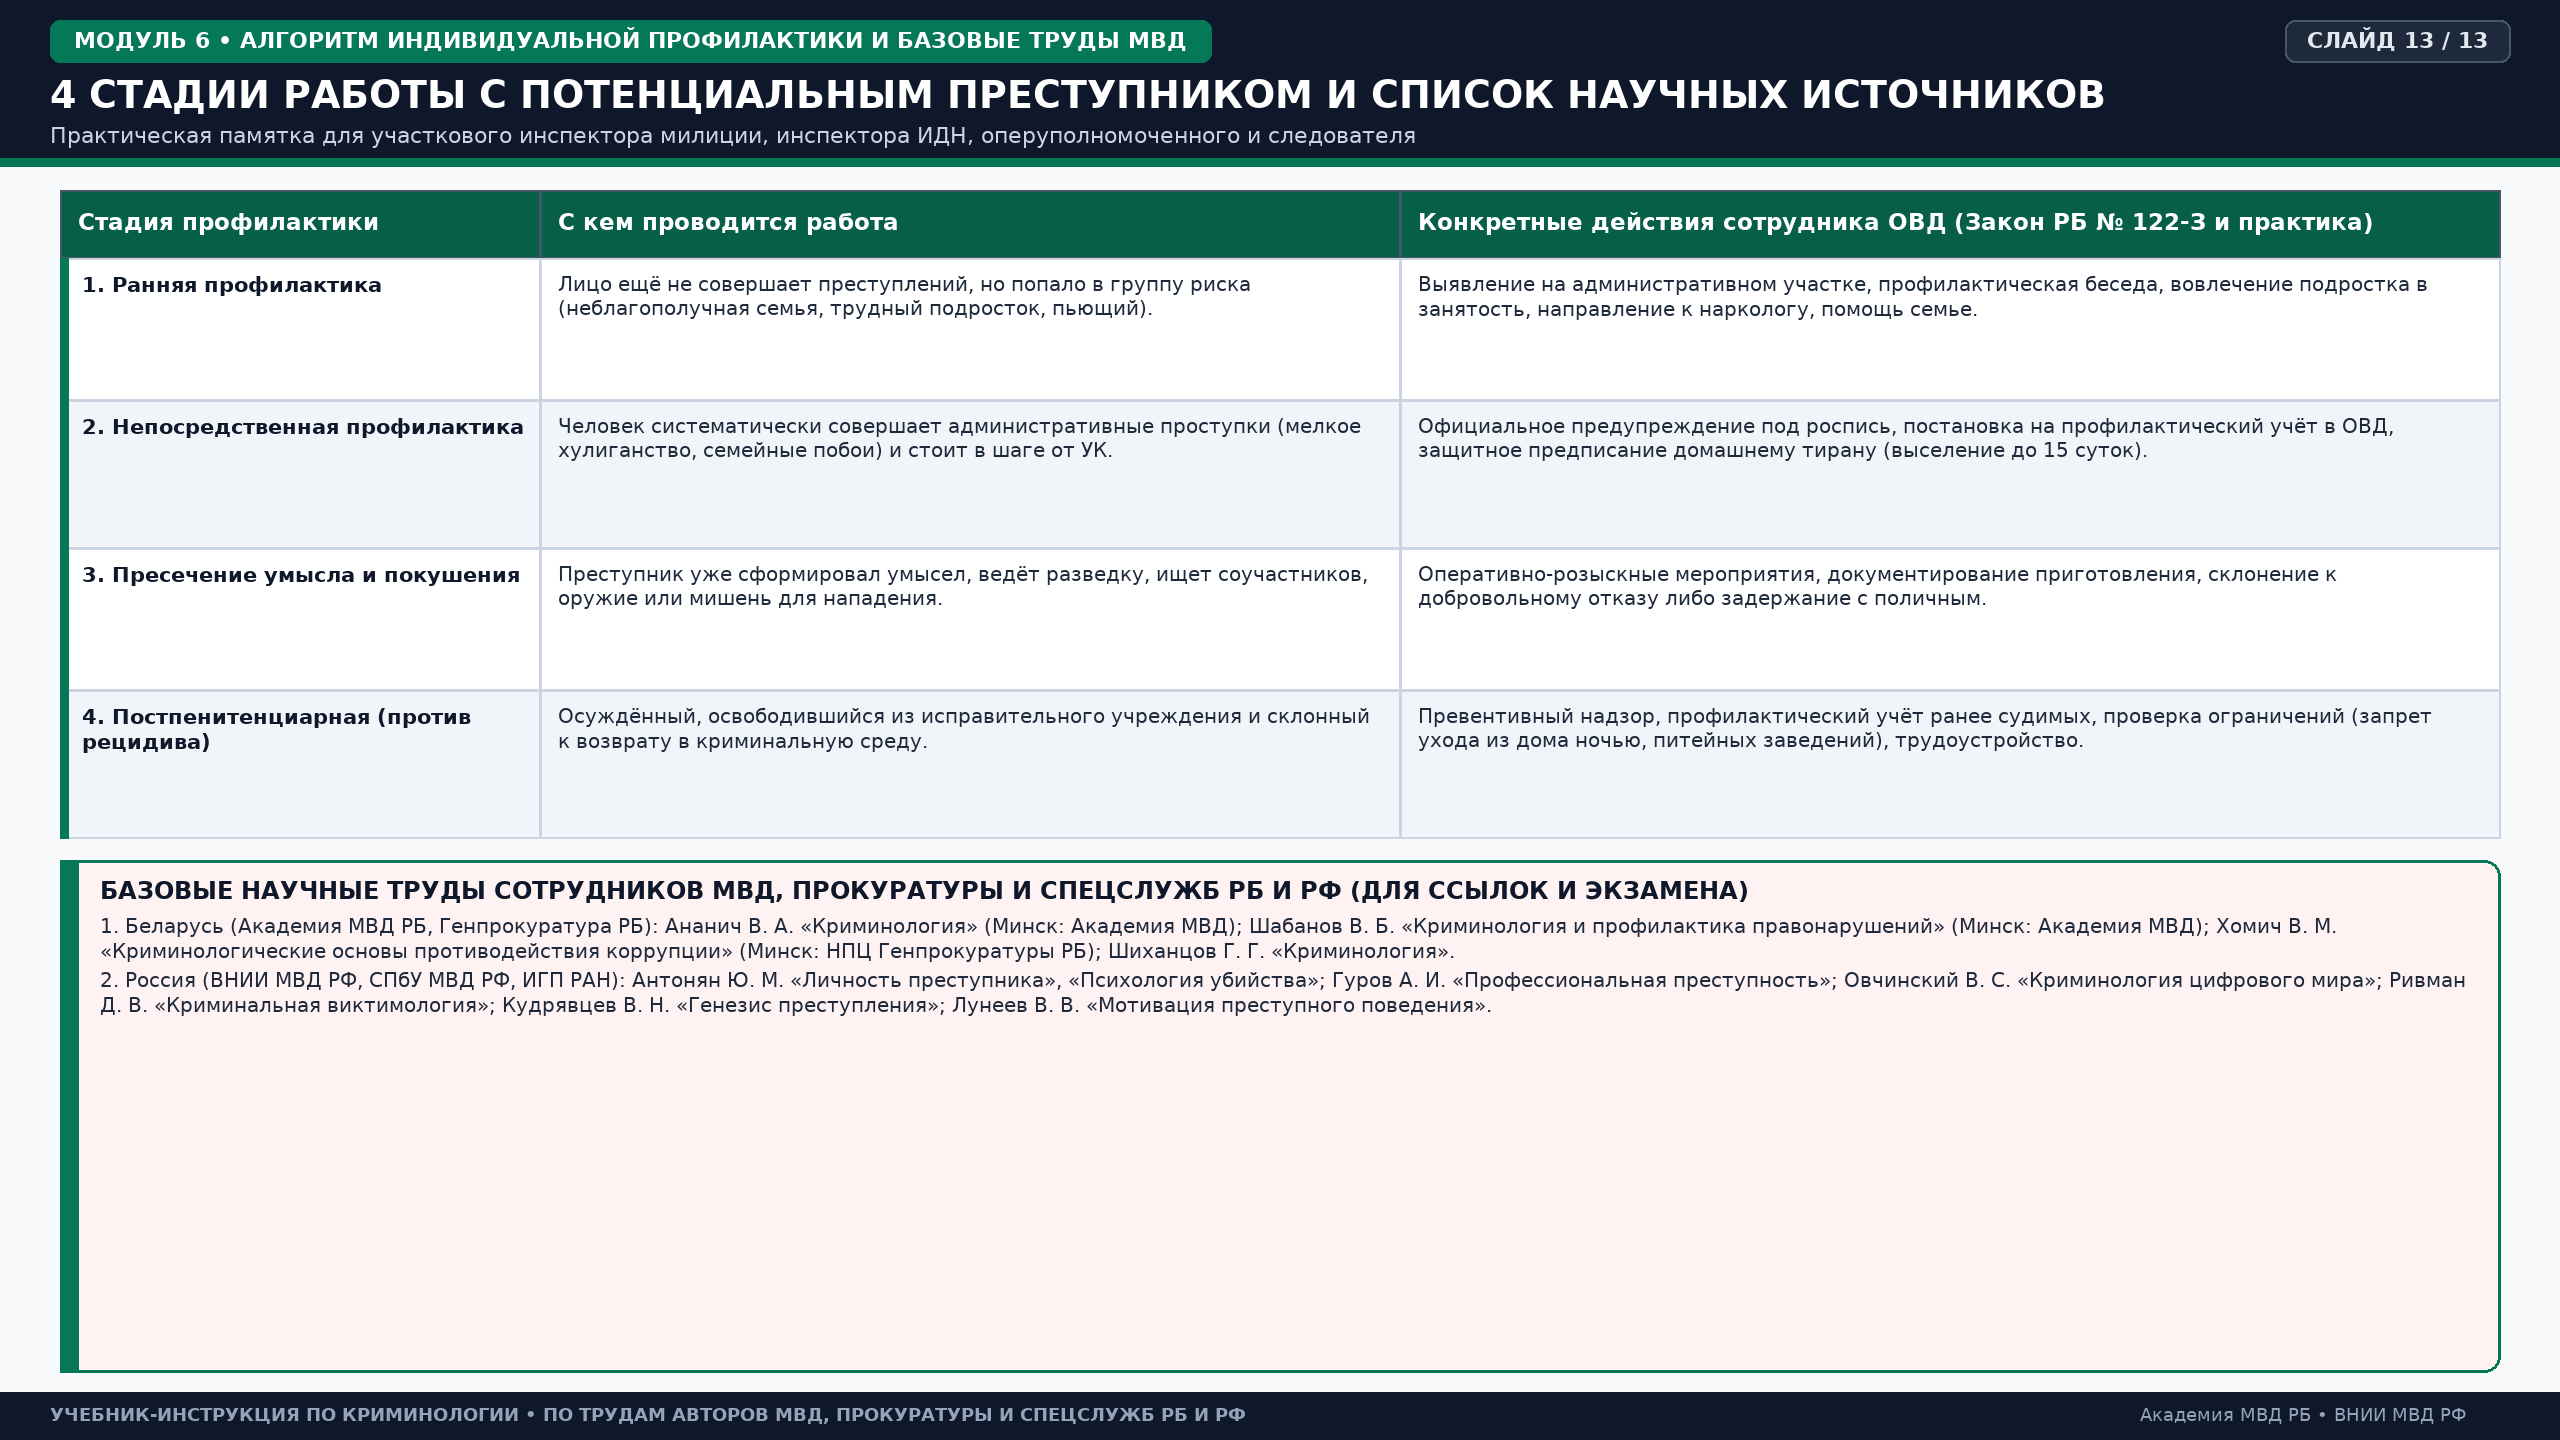 МОДУЛЬ 6 • АЛГОРИТМ ИНДИВИДУАЛЬНОЙ ПРОФИЛАКТИКИ И БАЗОВЫЕ ТРУДЫ МВД
СЛАЙД 13 / 13
4 СТАДИИ РАБОТЫ С ПОТЕНЦИАЛЬНЫМ ПРЕСТУПНИКОМ И СПИСОК НАУЧНЫХ ИСТОЧНИКОВ
Практическая памятка для участкового инспектора милиции, инспектора ИДН, оперуполномоченного и следователя
Стадия профилактики
С кем проводится работа
Конкретные действия сотрудника ОВД (Закон РБ № 122-З и практика)
1. Ранняя профилактика
Лицо ещё не совершает преступлений, но попало в группу риска
(неблагополучная семья, трудный подросток, пьющий).
Выявление на административном участке, профилактическая беседа, вовлечение подростка в
занятость, направление к наркологу, помощь семье.
2. Непосредственная профилактика
Человек систематически совершает административные проступки (мелкое
хулиганство, семейные побои) и стоит в шаге от УК.
Официальное предупреждение под роспись, постановка на профилактический учёт в ОВД,
защитное предписание домашнему тирану (выселение до 15 суток).
3. Пресечение умысла и покушения
Преступник уже сформировал умысел, ведёт разведку, ищет соучастников,
оружие или мишень для нападения.
Оперативно-розыскные мероприятия, документирование приготовления, склонение к
добровольному отказу либо задержание с поличным.
4. Постпенитенциарная (против
рецидива)
Осуждённый, освободившийся из исправительного учреждения и склонный
к возврату в криминальную среду.
Превентивный надзор, профилактический учёт ранее судимых, проверка ограничений (запрет
ухода из дома ночью, питейных заведений), трудоустройство.
БАЗОВЫЕ НАУЧНЫЕ ТРУДЫ СОТРУДНИКОВ МВД, ПРОКУРАТУРЫ И СПЕЦСЛУЖБ РБ И РФ (ДЛЯ ССЫЛОК И ЭКЗАМЕНА)
1. Беларусь (Академия МВД РБ, Генпрокуратура РБ): Ананич В. А. «Криминология» (Минск: Академия МВД); Шабанов В. Б. «Криминология и профилактика правонарушений» (Минск: Академия МВД); Хомич В. М.
«Криминологические основы противодействия коррупции» (Минск: НПЦ Генпрокуратуры РБ); Шиханцов Г. Г. «Криминология».
2. Россия (ВНИИ МВД РФ, СПбУ МВД РФ, ИГП РАН): Антонян Ю. М. «Личность преступника», «Психология убийства»; Гуров А. И. «Профессиональная преступность»; Овчинский В. С. «Криминология цифрового мира»; Ривман
Д. В. «Криминальная виктимология»; Кудрявцев В. Н. «Генезис преступления»; Лунеев В. В. «Мотивация преступного поведения».
УЧЕБНИК-ИНСТРУКЦИЯ ПО КРИМИНОЛОГИИ • ПО ТРУДАМ АВТОРОВ МВД, ПРОКУРАТУРЫ И СПЕЦСЛУЖБ РБ И РФ
Академия МВД РБ • ВНИИ МВД РФ